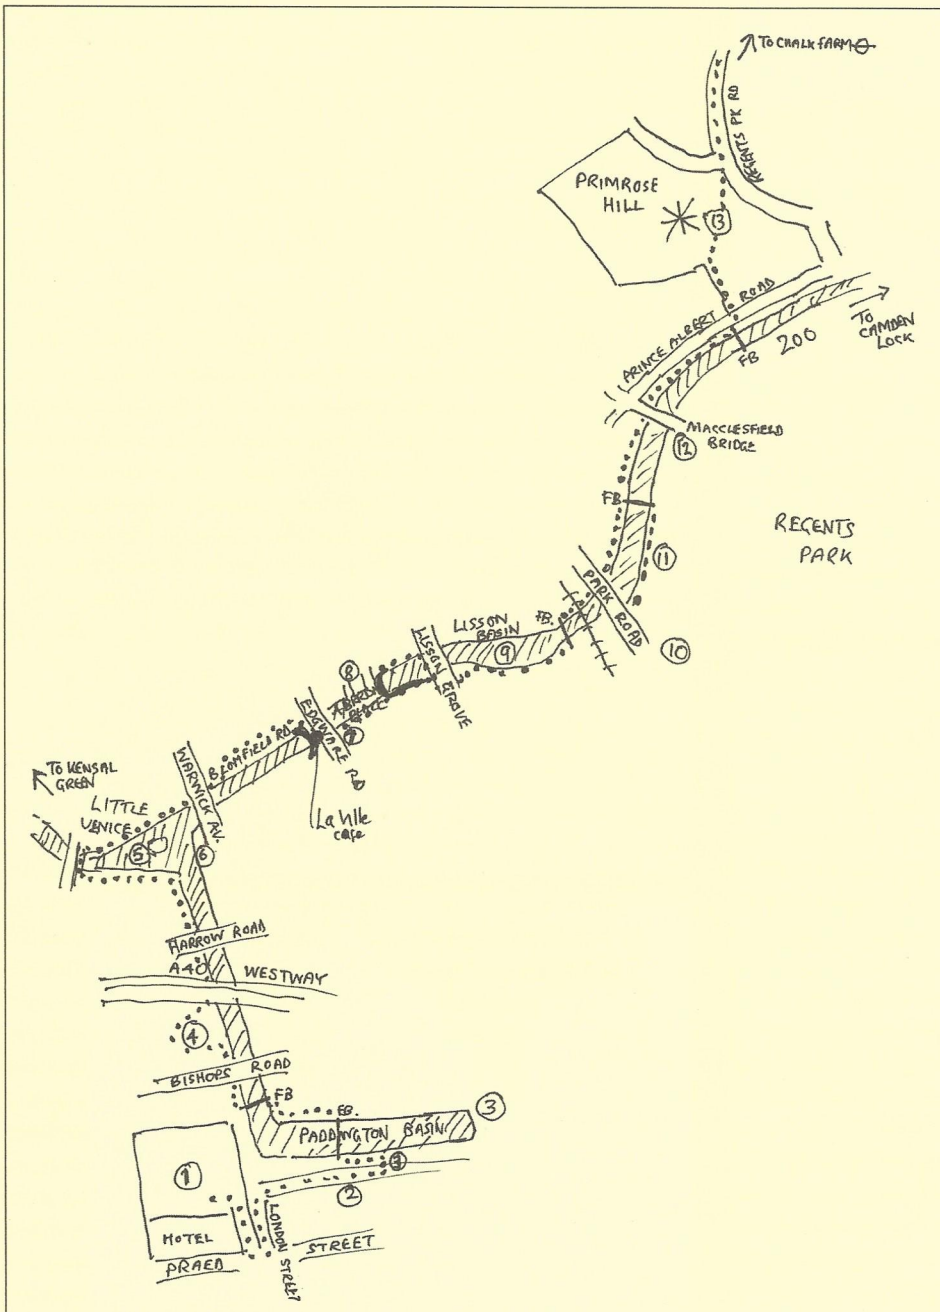 TO CHALK FARM
REGENTS PK RD
PRIMROSE
HILL
13
PRINCE ALBERT ROAD
TO
CAMDEN
LOCK
FB
200
MACCLESFIELD
BRIDGE
12
FB
REGENTS
PARK
11
PARK ROAD
10
FB.
LISSON
BASIN
9
LISSON GROVE
8
PLACE
7
EDGWARE RD
BLOMFIELD RD
La Ville
cafe
WARWICK AV.
TO KENSAL
GREEN
LITTLE
VENICE
5
6
HARROW ROAD
A40
WESTWAY
4
BISHOPS ROAD
FB
FB.
3
PADDINGTON BASIN
1
2
LONDON STREET
HOTEL
PRAED
STREET